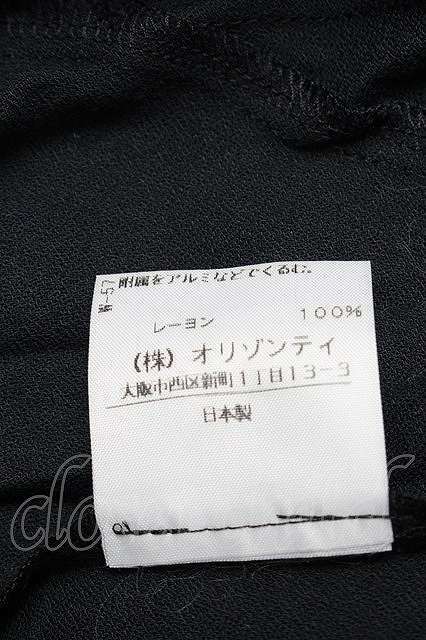 附属をアルミなどでくるむ
W-57
レーヨン 100%
(株) オリゾンティ
大阪市西区新町1丁目13-3
日本製